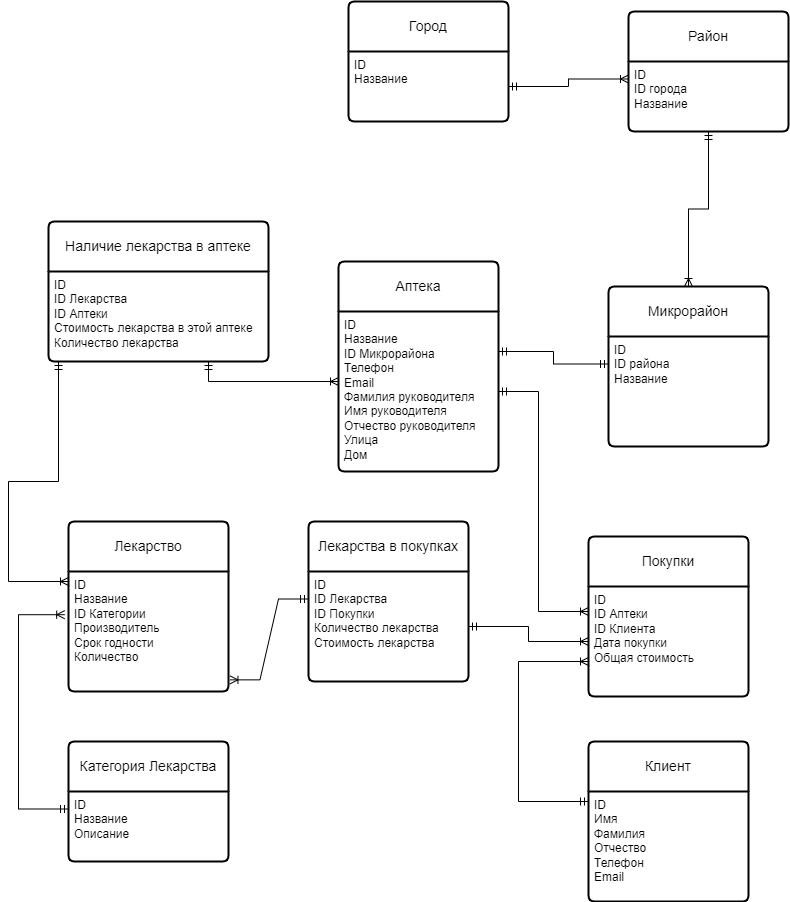 Город
ID
Название
Район
ID
ID города
Название
Наличие лекарства в аптеке
ID
ID Лекарства
ID Аптеки
Стоимость лекарства в этой аптеке
Количество лекарства
Аптека
ID
Название
ID Микрорайона
Телефон
Email
Фамилия руководителя
Имя руководителя
Отчество руководителя
Улица
Дом
Микрорайон
ID
ID района
Название
Лекарство
ID
Название
ID Категории
Производитель
Срок годности
Количество
Лекарства в покупках
ID
ID Лекарства
ID Покупки
Количество лекарства
Стоимость лекарства
Покупки
ID
ID Аптеки
ID Клиента
Дата покупки
Общая стоимость
Категория Лекарства
ID
Название
Описание
Клиент
ID
Имя
Фамилия
Отчество
Телефон
Email